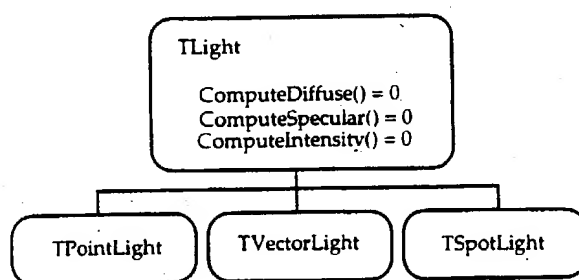 TLight
ComputeDiffuse() = 0
ComputeSpecular() = 0
ComputeIntensity() = 0
TPointLight
TVectorLight
TSpotLight